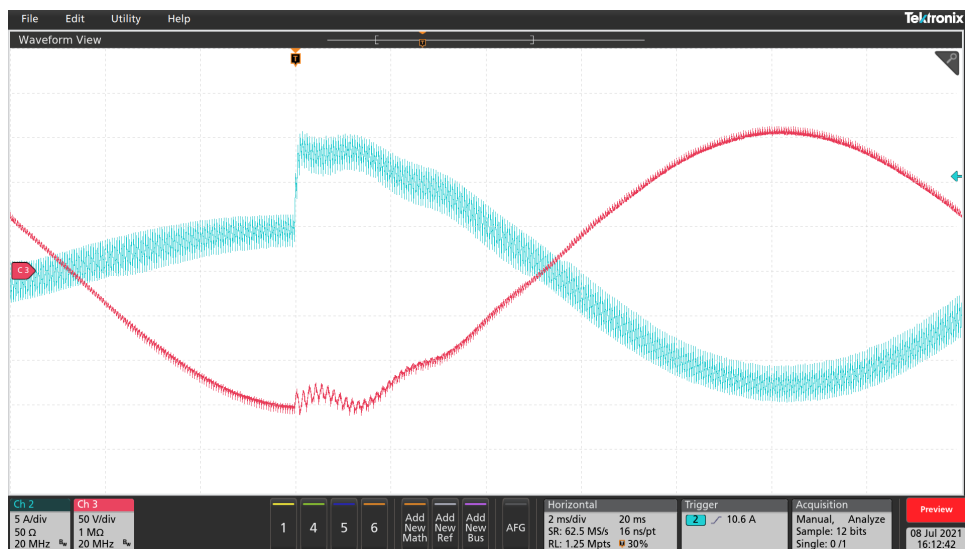 File Edit Utility Help Tektronix
Waveform View
T
T
C 3
Ch 2
5 A/div
50 Ω
20 MHz Bw
Ch 3
50 V/div
1 MΩ
20 MHz Bw
1 4 5 6
Add New Math
Add New Ref
Add New Bus
AFG
Horizontal
2 ms/div 20 ms
SR: 62.5 MS/s 16 ns/pt
RL: 1.25 Mpts 30%
Trigger
2 10.6 A
Acquisition
Manual, Analyze
Sample: 12 bits
Single: 0 /1
Preview
08 Jul 2021
16:12:42